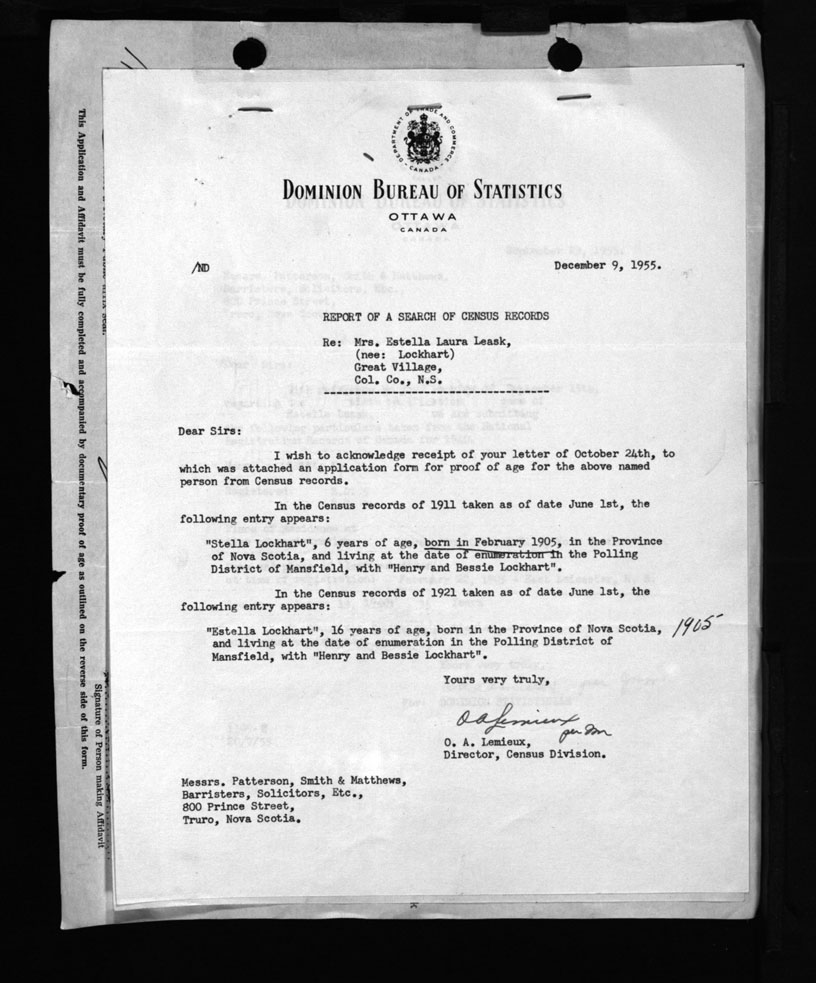 DEPARTMENT OF TRADE AND COMMERCE
CANADA
DOMINION BUREAU OF STATISTICS
OTTAWA
CANADA
/ND
December 9, 1955.
REPORT OF A SEARCH OF CENSUS RECORDS
Re: Mrs. Estella Laura Leask,
(nee: Lockhart)
Great Village,
Col. Co., N.S.
Dear Sirs:
I wish to acknowledge receipt of your letter of October 24th, to
which was attached an application form for proof of age for the above named
person from Census records.
In the Census records of 1911 taken as of date June 1st, the
following entry appears:
"Stella Lockhart", 6 years of age, born in February 1905, in the Province
of Nova Scotia, and living at the date of enumeration in the Polling
District of Mansfield, with "Henry and Bessie Lockhart".
In the Census records of 1921 taken as of date June 1st, the
following entry appears:
"Estella Lockhart", 16 years of age, born in the Province of Nova Scotia, 1905
and living at the date of enumeration in the Polling District of
Mansfield, with "Henry and Bessie Lockhart".
Yours very truly,
O A Lemieux
per
O. A. Lemieux,
Director, Census Division.
Messrs. Patterson, Smith & Matthews,
Barristers, Solicitors, Etc.,
800 Prince Street,
Truro, Nova Scotia.
This Application and Affidavit must be fully completed and accompanied by documentary proof of age as outlined on the reverse side of this form.
Signature of Person making Affidavit